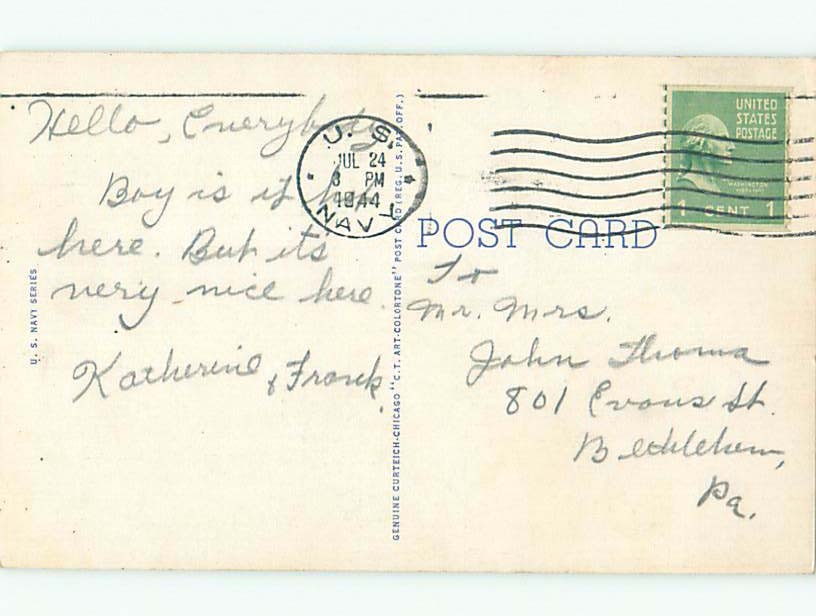 Hello, Everybody
Boy is it hot
here. But its
very nice here.
Katherine & Frank.
U. S. NAVY SERIES
GENUINE CURTEICH-CHICAGO "C.T. ART-COLORTONE" POST CARD (REG. U.S. PAT. OFF.)
U. S.
JUL 24
3 PM
1944
NAVY
UNITED
STATES
POSTAGE
WASHINGTON
1 CENT 1
POST CARD
To
Mr. Mrs.
John Thoma
801 Evans St.
Bethlehem,
Pa.